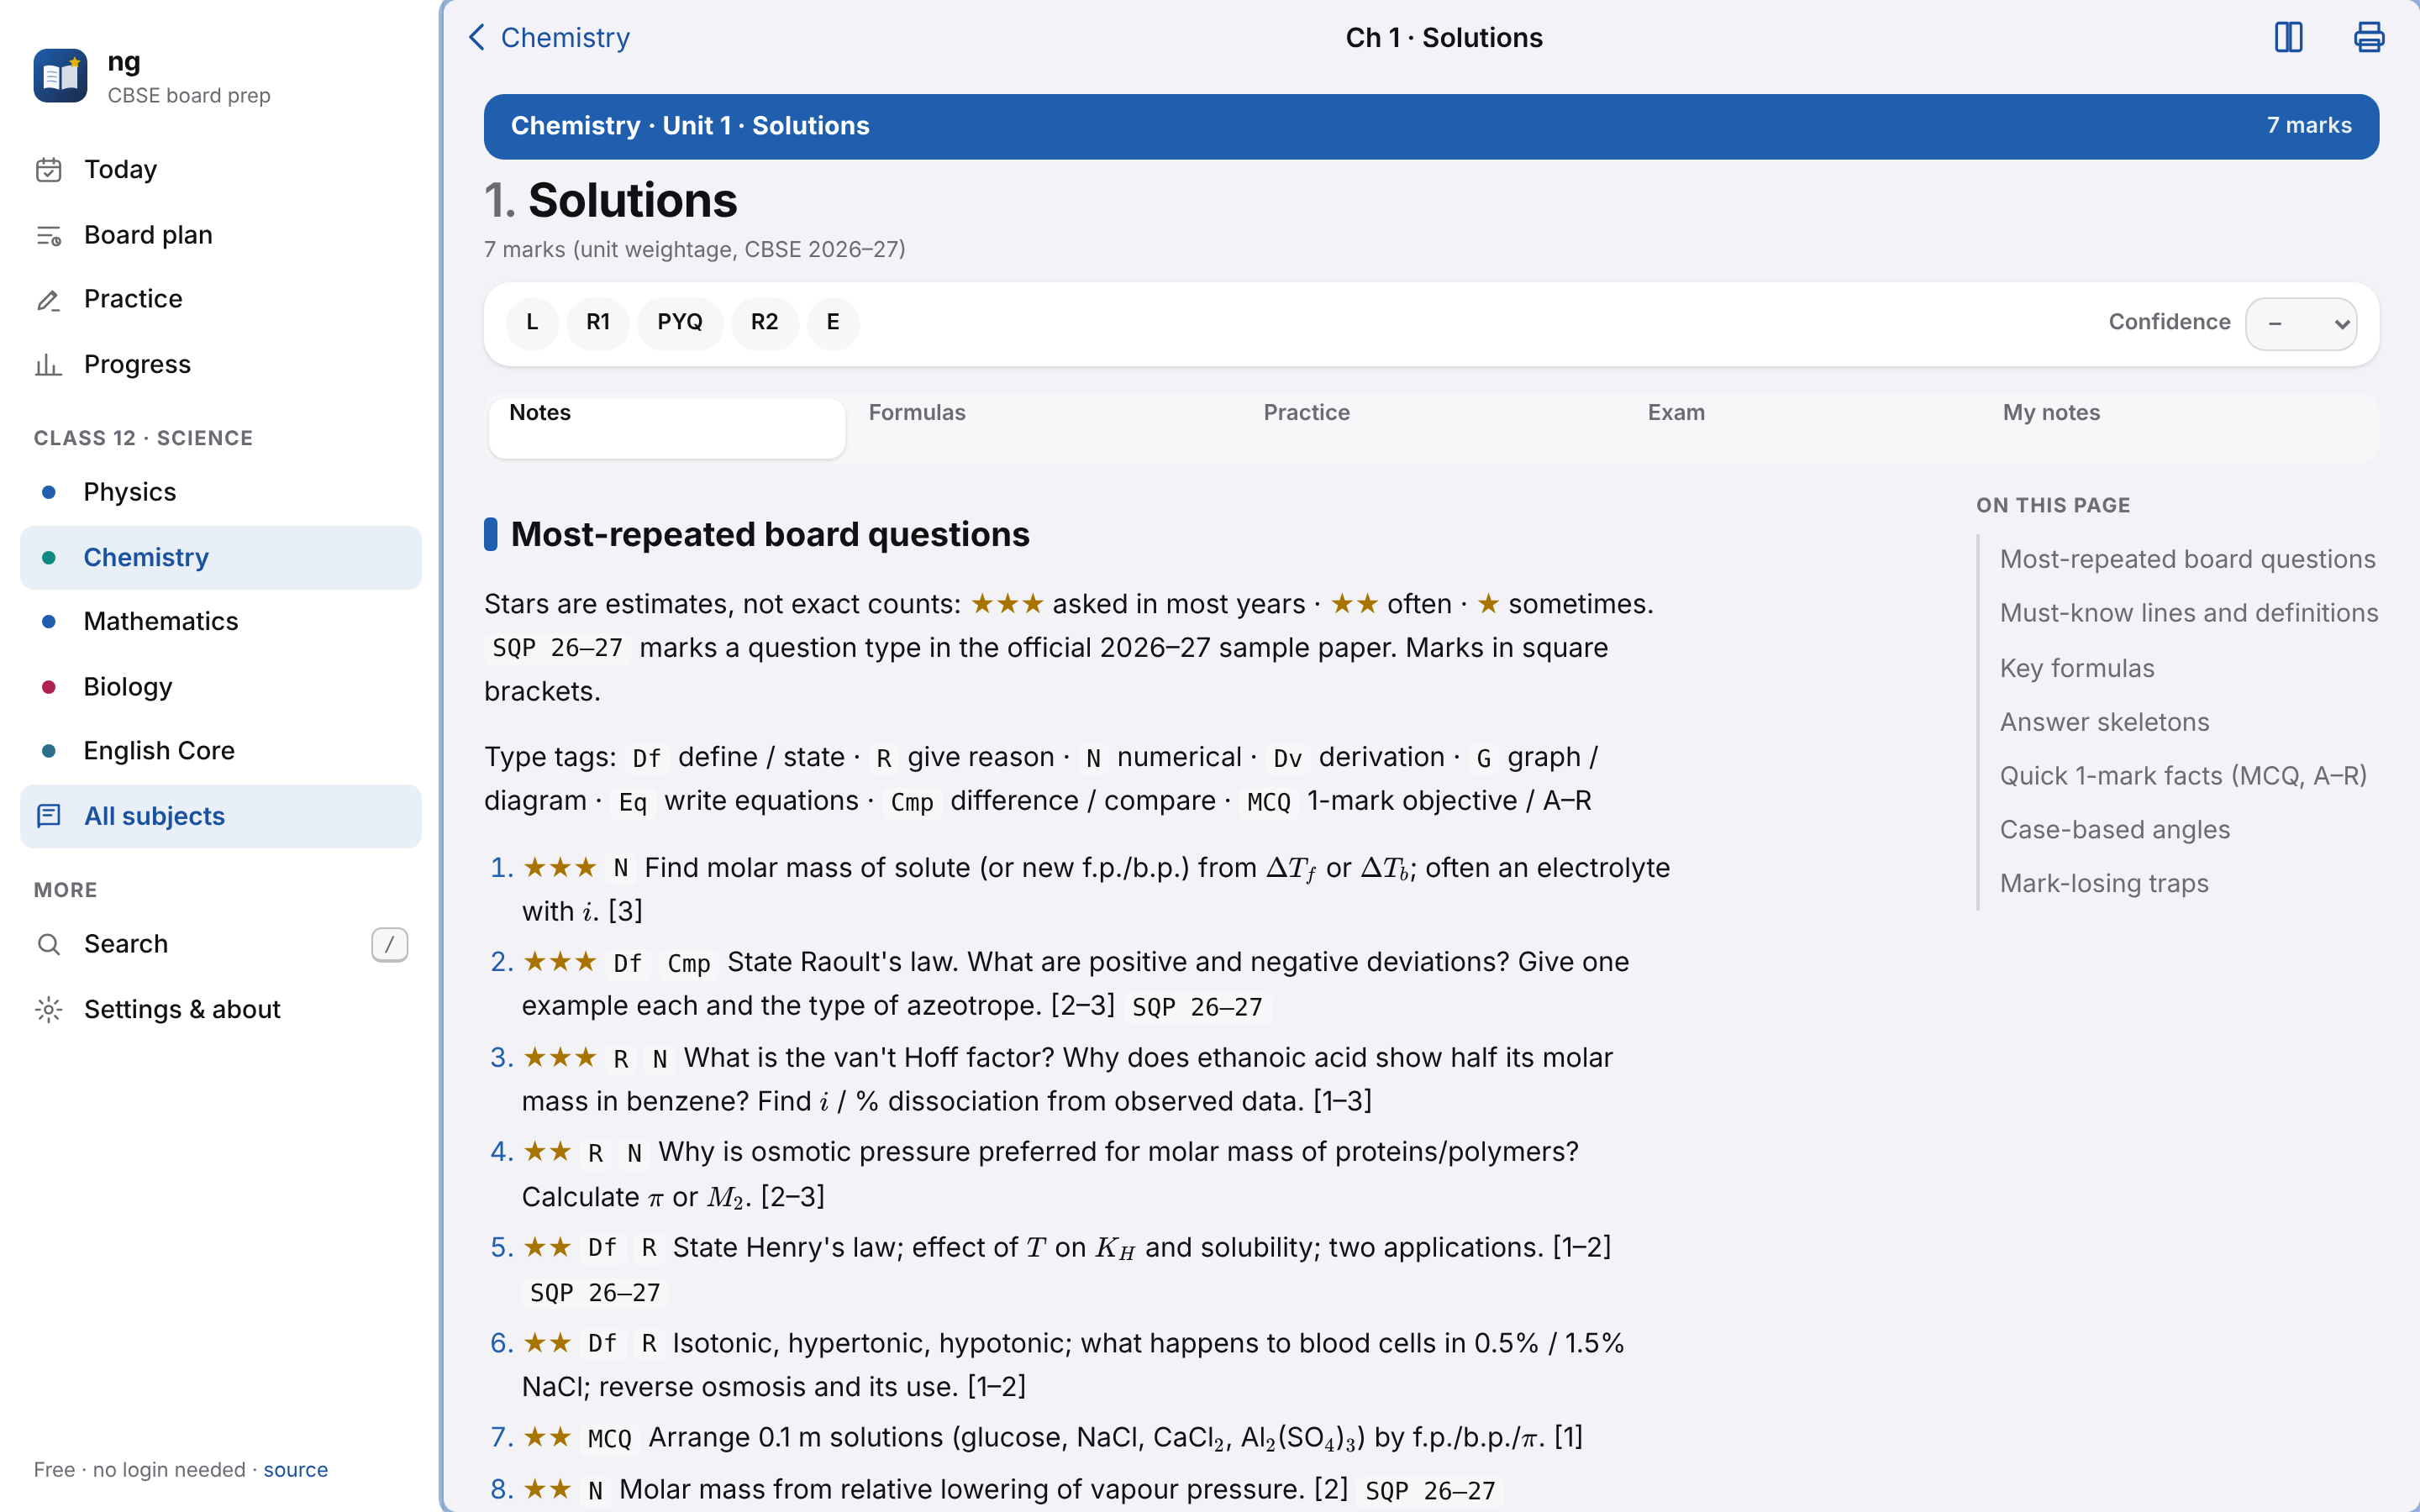 ng
CBSE board prep
Today
Board plan
Practice
Progress
CLASS 12 · SCIENCE
Physics
Chemistry
Mathematics
Biology
English Core
All subjects
MORE
Search /
Settings & about
Free · no login needed · source
Chemistry
Ch 1 · Solutions
Chemistry · Unit 1 · Solutions 7 marks
1. Solutions
7 marks (unit weightage, CBSE 2026–27)
L R1 PYQ R2 E Confidence –
Notes Formulas Practice Exam My notes
Most-repeated board questions
Stars are estimates, not exact counts: ★★★ asked in most years · ★★ often · ★ sometimes.
SQP 26–27 marks a question type in the official 2026–27 sample paper. Marks in square
brackets.
Type tags: Df define / state · R give reason · N numerical · Dv derivation · G graph /
diagram · Eq write equations · Cmp difference / compare · MCQ 1-mark objective / A–R
1. ★★★ N Find molar mass of solute (or new f.p./b.p.) from ΔT_f or ΔT_b; often an electrolyte
with i. [3]
2. ★★★ Df Cmp State Raoult's law. What are positive and negative deviations? Give one
example each and the type of azeotrope. [2–3] SQP 26–27
3. ★★★ R N What is the van't Hoff factor? Why does ethanoic acid show half its molar
mass in benzene? Find i / % dissociation from observed data. [1–3]
4. ★★ R N Why is osmotic pressure preferred for molar mass of proteins/polymers?
Calculate π or M₂. [2–3]
5. ★★ Df R State Henry's law; effect of T on K_H and solubility; two applications. [1–2]
SQP 26–27
6. ★★ Df R Isotonic, hypertonic, hypotonic; what happens to blood cells in 0.5% / 1.5%
NaCl; reverse osmosis and its use. [1–2]
7. ★★ MCQ Arrange 0.1 m solutions (glucose, NaCl, CaCl₂, Al₂(SO₄)₃) by f.p./b.p./π. [1]
8. ★★ N Molar mass from relative lowering of vapour pressure. [2] SQP 26–27
ON THIS PAGE
Most-repeated board questions
Must-know lines and definitions
Key formulas
Answer skeletons
Quick 1-mark facts (MCQ, A–R)
Case-based angles
Mark-losing traps